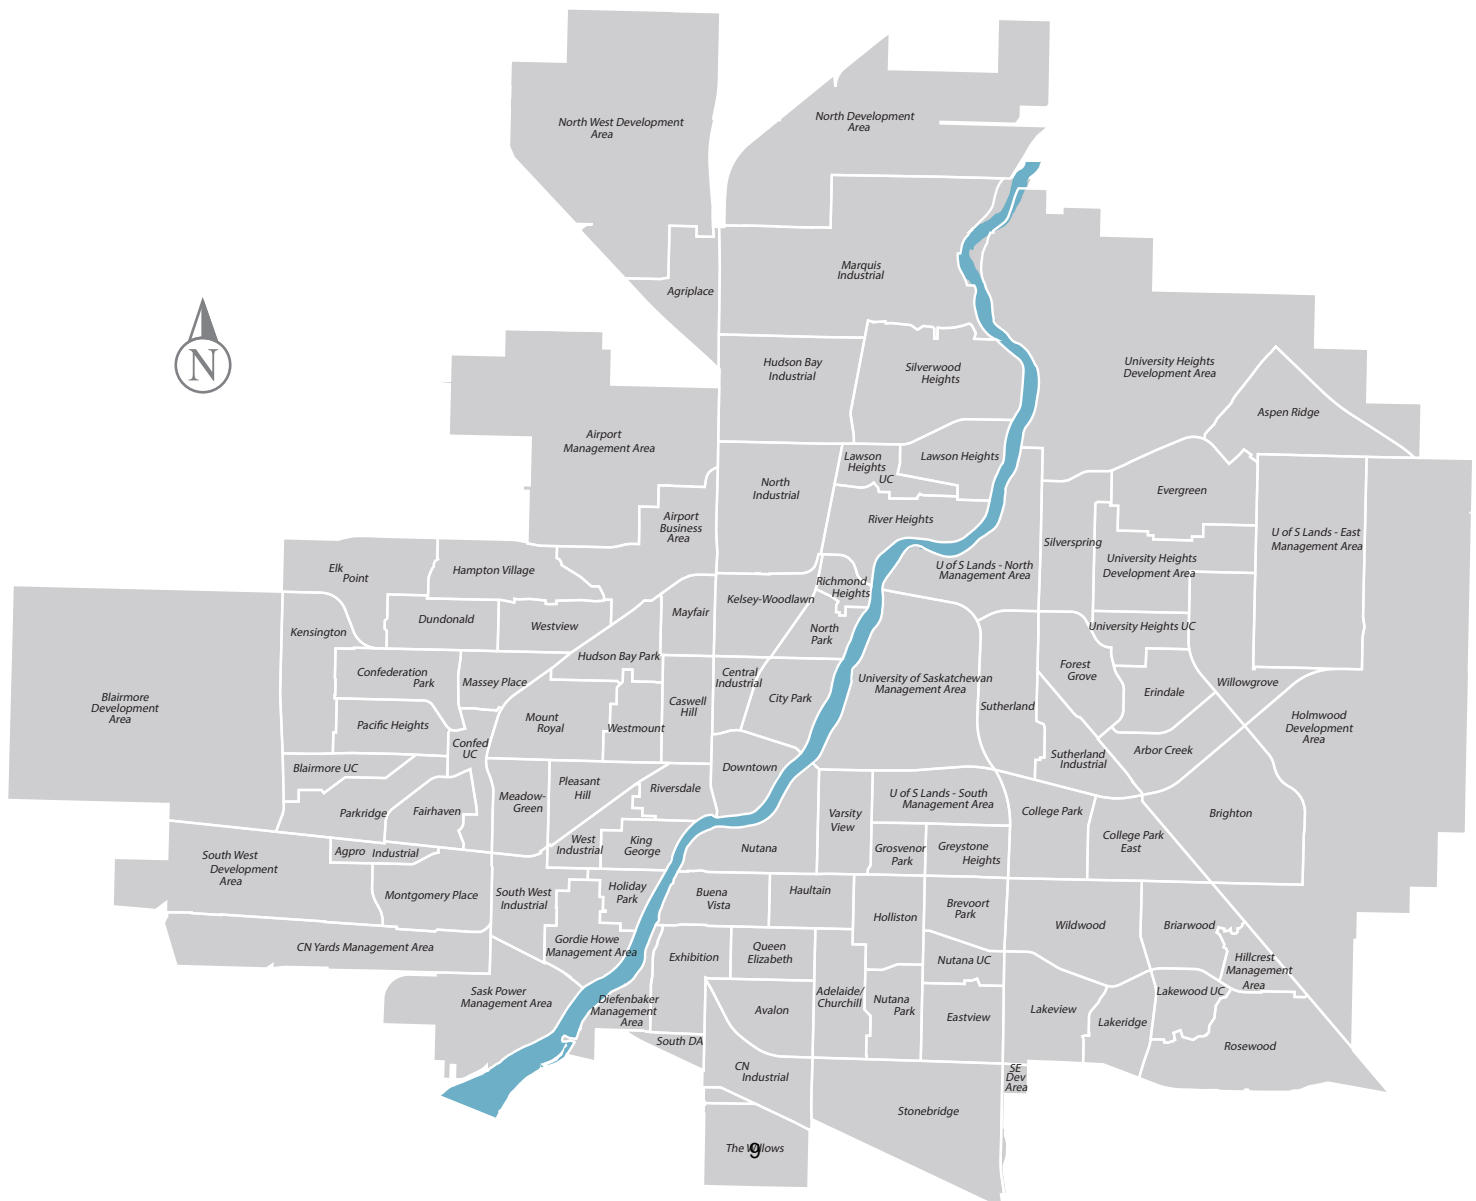 North West Development
Area
North Development
Area
Marquis
Industrial
Agriplace
N
Hudson Bay
Industrial
Silverwood
Heights
University Heights
Development Area
Aspen Ridge
Airport
Management Area
Lawson
Heights
UC
Lawson Heights
North
Industrial
Evergreen
River Heights
Airport
Business
Area
U of S Lands - East
Management Area
Silverspring
University Heights
Development Area
U of S Lands - North
Management Area
Elk
Point
Hampton Village
Richmond
Heights
Kelsey-Woodlawn
Mayfair
Dundonald
Westview
Kensington
North
Park
University Heights UC
Hudson Bay Park
Confederation
Park
Massey Place
Central
Industrial
Forest
Grove
University of Saskatchewan
Management Area
Erindale
Willowgrove
Blairmore
Development
Area
Caswell
Hill
City Park
Sutherland
Holmwood
Development
Area
Pacific Heights
Mount
Royal
Westmount
Confed
UC
Sutherland
Industrial
Arbor Creek
Blairmore UC
Downtown
Pleasant
Hill
Riversdale
U of S Lands - South
Management Area
Meadow-
Green
Parkridge
Fairhaven
Varsity
View
College Park
Brighton
College Park
East
West
Industrial
King
George
Nutana
Grosvenor
Park
Greystone
Heights
South West
Development
Area
Agpro Industrial
Montgomery Place
South West
Industrial
Holiday
Park
Buena
Vista
Haultain
Holliston
Brevoort
Park
Wildwood
Briarwood
CN Yards Management Area
Gordie Howe
Management Area
Exhibition
Queen
Elizabeth
Nutana UC
Hillcrest
Management
Area
Sask Power
Management Area
Diefenbaker
Management
Area
Adelaide/
Churchill
Nutana
Park
Avalon
Eastview
Lakeview
Lakeridge
Lakewood UC
South DA
Rosewood
CN
Industrial
SE
Dev
Area
Stonebridge
The Willows
9